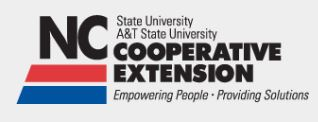 NC State University
A&T State University
COOPERATIVE
EXTENSION
Empowering People • Providing Solutions